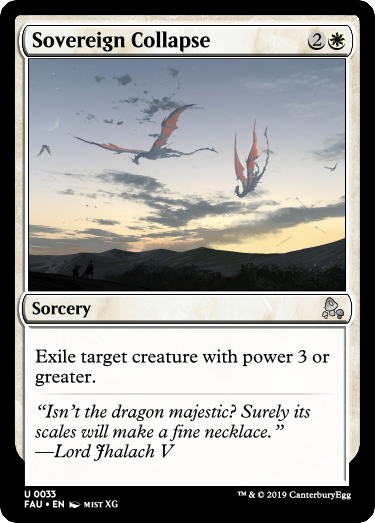 Sovereign Collapse 2
Sorcery
Exile target creature with power 3 or
greater.
“Isn't the dragon majestic? Surely its
scales will make a fine necklace.”
—Lord Jhalach V
U 0033
FAU • EN MIST XG
™ & © 2019 CanterburyEgg